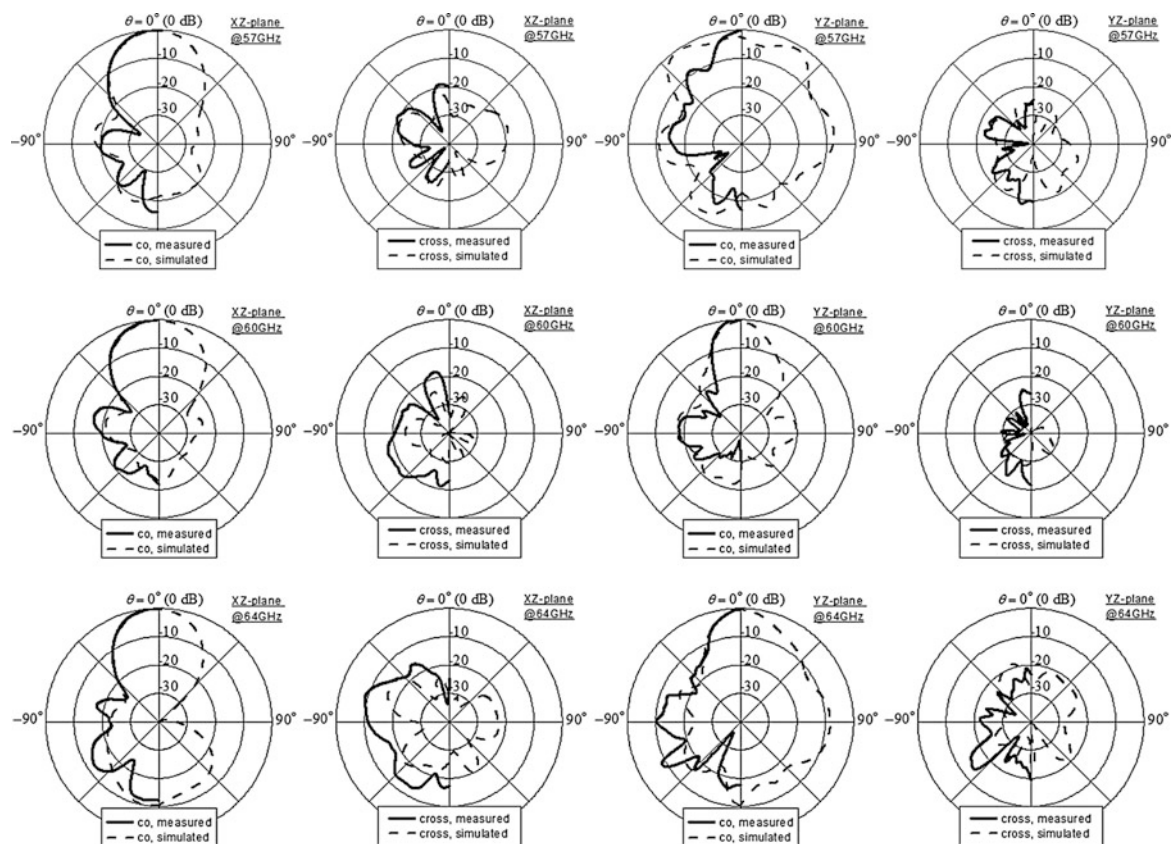 θ = 0° (0 dB) XZ-plane
@57GHz
-10
-20
-30
−90° 90°
co, measured
co, simulated
θ = 0° (0 dB) XZ-plane
@57GHz
-10
-20
-30
−90° 90°
cross, measured
cross, simulated
θ = 0° (0 dB) YZ-plane
@57GHz
-10
-20
-30
−90° 90°
co, measured
co, simulated
θ = 0° (0 dB) YZ-plane
@57GHz
-10
-20
-30
−90° 90°
cross, measured
cross, simulated
θ = 0° (0 dB) XZ-plane
@60GHz
-10
-20
-30
−90° 90°
co, measured
co, simulated
θ = 0° (0 dB) XZ-plane
@60GHz
-10
-20
-30
−90° 90°
cross, measured
cross, simulated
θ = 0° (0 dB) YZ-plane
@60GHz
-10
-20
-30
−90° 90°
co, measured
co, simulated
θ = 0° (0 dB) YZ-plane
@60GHz
-10
-20
-30
−90° 90°
cross, measured
cross, simulated
θ = 0° (0 dB) XZ-plane
@64GHz
-10
-20
-30
−90° 90°
co, measured
co, simulated
θ = 0° (0 dB) XZ-plane
@64GHz
-10
-20
-30
−90° 90°
cross, measured
cross, simulated
θ = 0° (0 dB) YZ-plane
@64GHz
-10
-20
-30
−90° 90°
co, measured
co, simulated
θ = 0° (0 dB) YZ-plane
@64GHz
-10
-20
-30
−90° 90°
cross, measured
cross, simulated